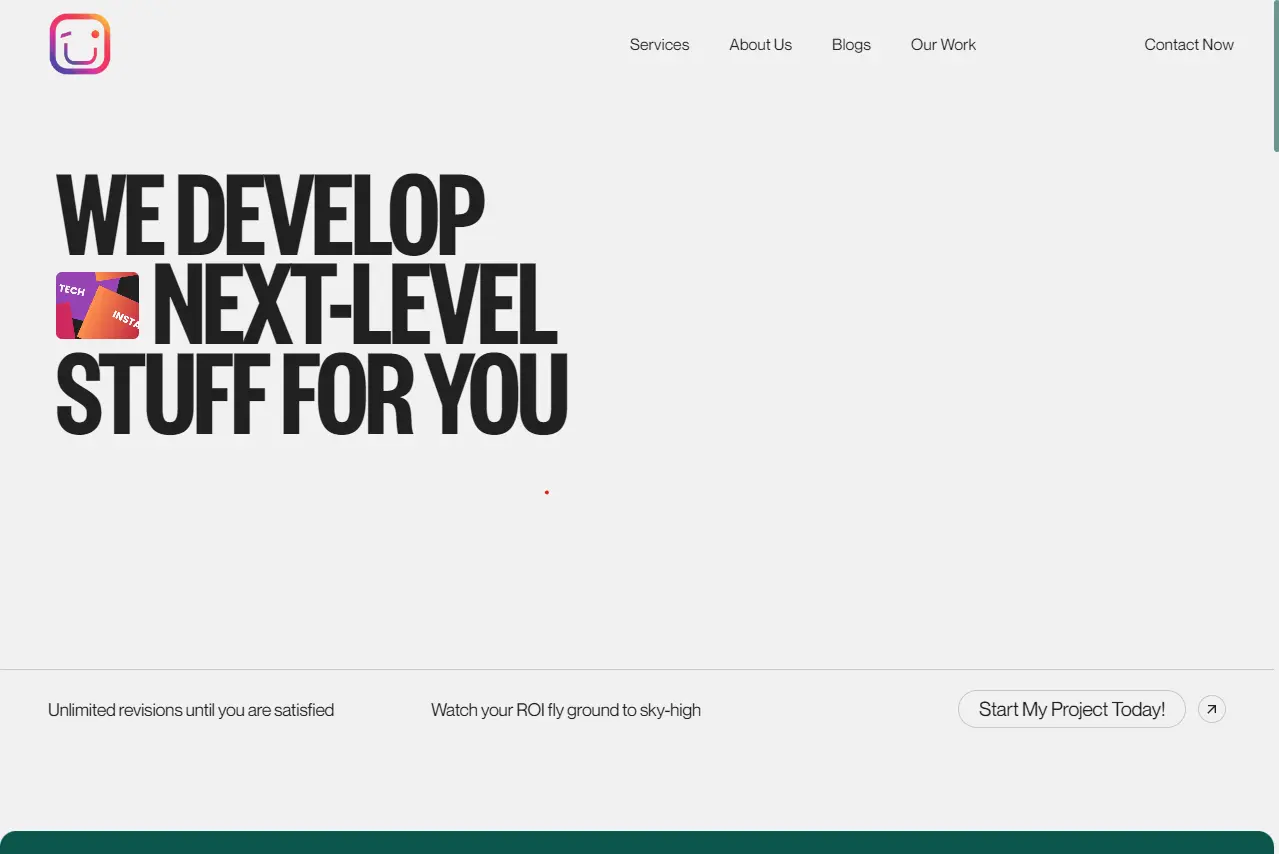 Services
About Us
Blogs
Our Work
Contact Now
WE DEVELOP
TECH
INSTA
NEXT-LEVEL
STUFF FOR YOU
Unlimited revisions until you are satisfied
Watch your ROI fly ground to sky-high
Start My Project Today!